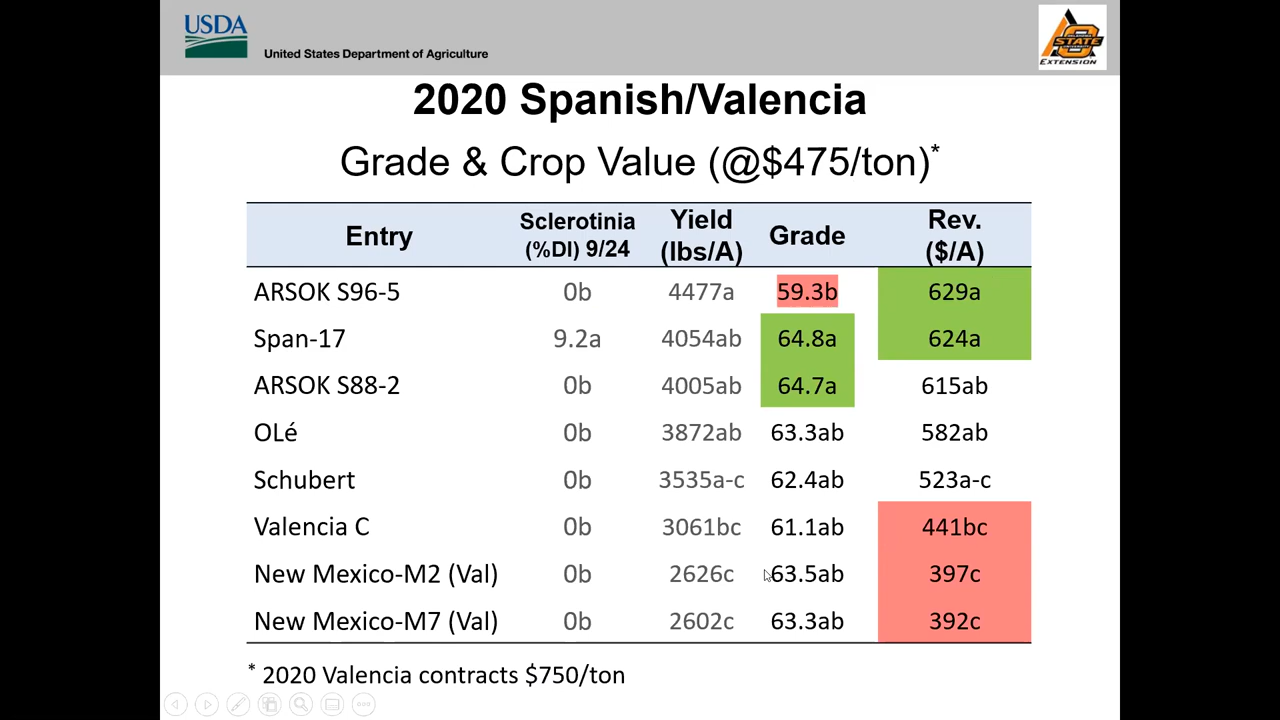 USDA
United States Department of Agriculture
OKLAHOMA
STATE
UNIVERSITY
EXTENSION
2020 Spanish/Valencia
Grade & Crop Value (@$475/ton)*
Entry Sclerotinia (%DI) 9/24 Yield (lbs/A) Grade Rev. ($/A)
ARSOK S96-5 0b 4477a 59.3b 629a
Span-17 9.2a 4054ab 64.8a 624a
ARSOK S88-2 0b 4005ab 64.7a 615ab
OLé 0b 3872ab 63.3ab 582ab
Schubert 0b 3535a-c 62.4ab 523a-c
Valencia C 0b 3061bc 61.1ab 441bc
New Mexico-M2 (Val) 0b 2626c 63.5ab 397c
New Mexico-M7 (Val) 0b 2602c 63.3ab 392c
* 2020 Valencia contracts $750/ton